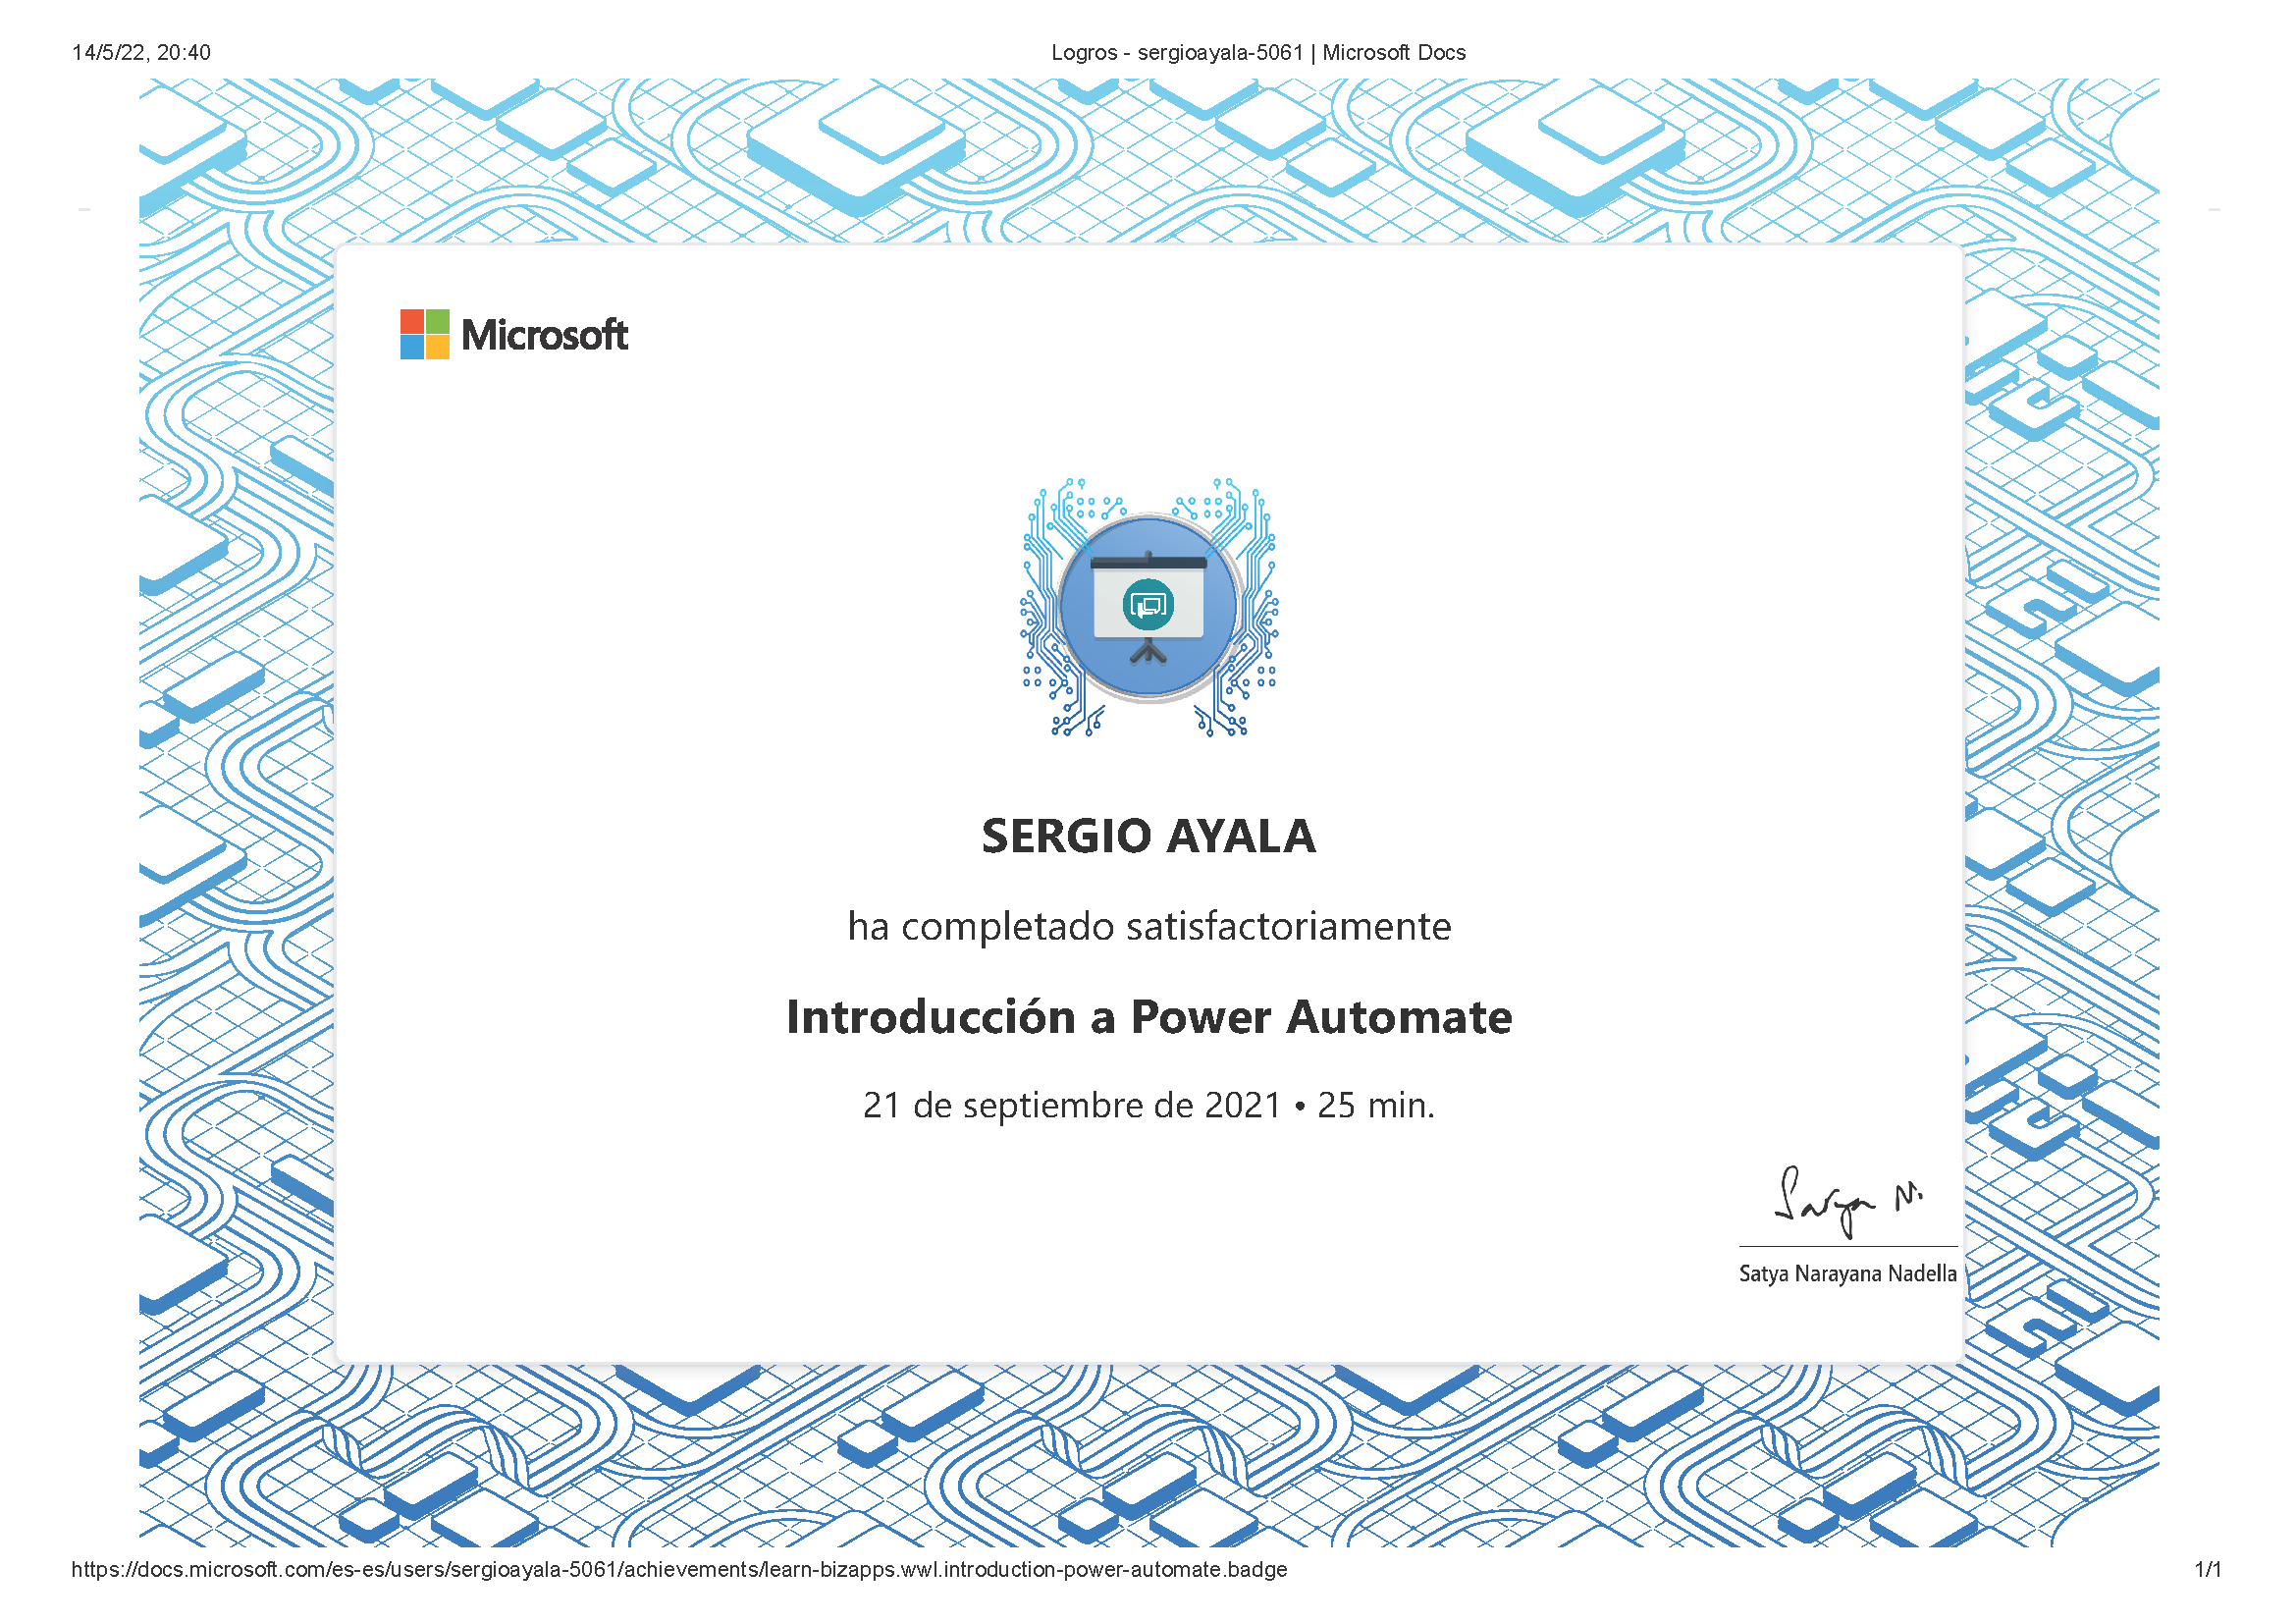 14/5/22, 20:40
Logros - sergioayala-5061 | Microsoft Docs
Microsoft
SERGIO AYALA
ha completado satisfactoriamente
Introducción a Power Automate
21 de septiembre de 2021 • 25 min.
Satya N.
Satya Narayana Nadella
https://docs.microsoft.com/es-es/users/sergioayala-5061/achievements/learn-bizapps.wwl.introduction-power-automate.badge
1/1